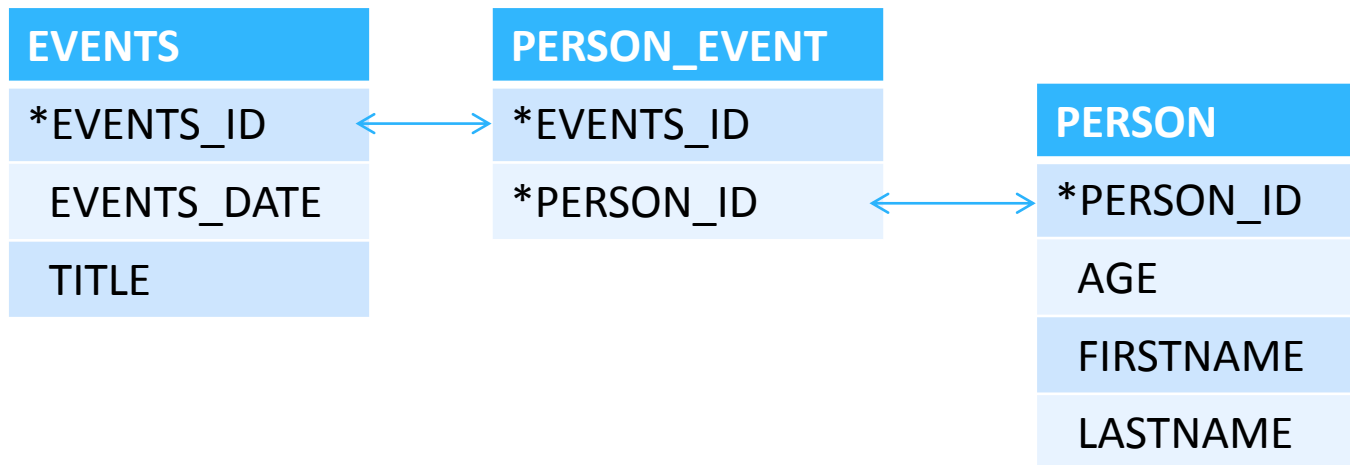 EVENTS
*EVENTS_ID
EVENTS_DATE
TITLE
PERSON_EVENT
*EVENTS_ID
*PERSON_ID
PERSON
*PERSON_ID
AGE
FIRSTNAME
LASTNAME